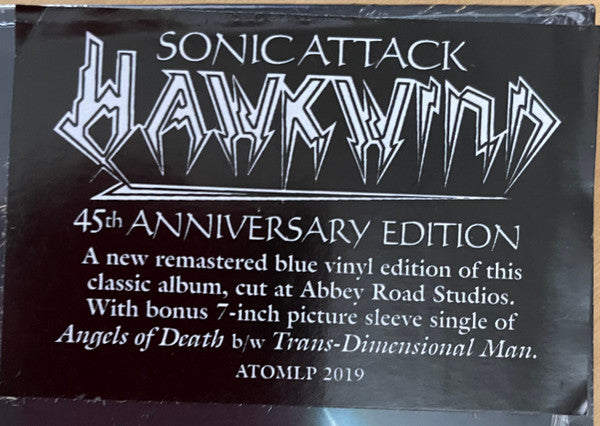 SONIC ATTACK
HAWKWIND
45th ANNIVERSARY EDITION
A new remastered blue vinyl edition of this
classic album, cut at Abbey Road Studios.
With bonus 7-inch picture sleeve single of
Angels of Death b/w Trans-Dimensional Man.
ATOMLP 2019